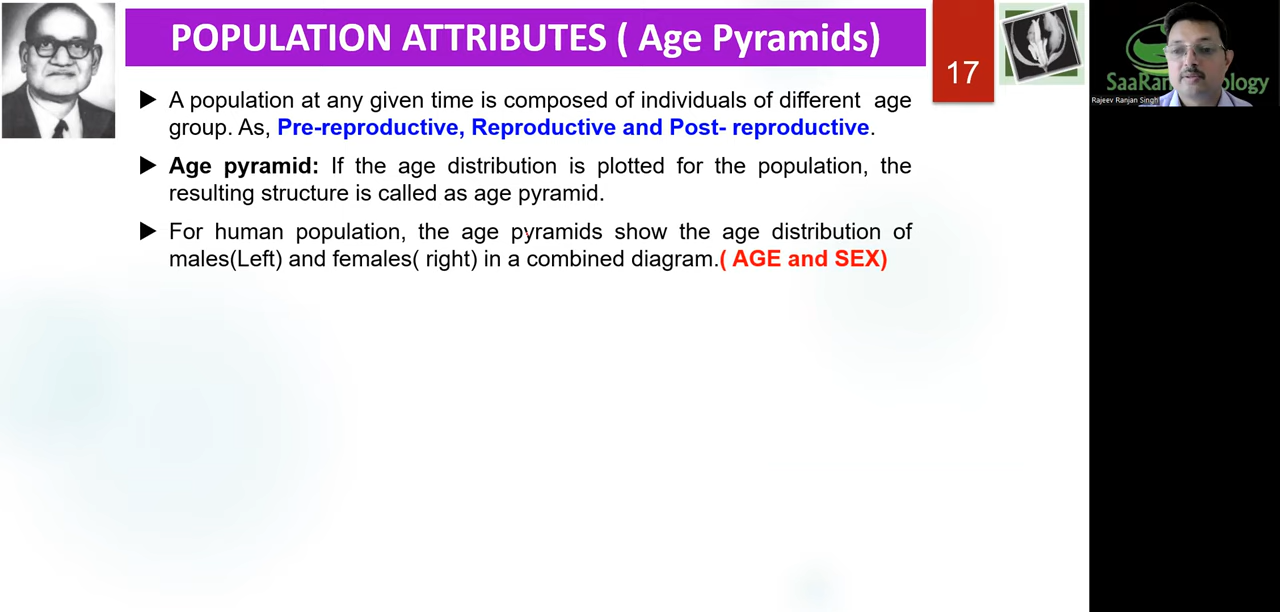 POPULATION ATTRIBUTES ( Age Pyramids)
17
A population at any given time is composed of individuals of different age
group. As, Pre-reproductive, Reproductive and Post- reproductive.
Age pyramid: If the age distribution is plotted for the population, the
resulting structure is called as age pyramid.
For human population, the age pyramids show the age distribution of
males(Left) and females( right) in a combined diagram.( AGE and SEX)
Rajeev Ranjan Singh